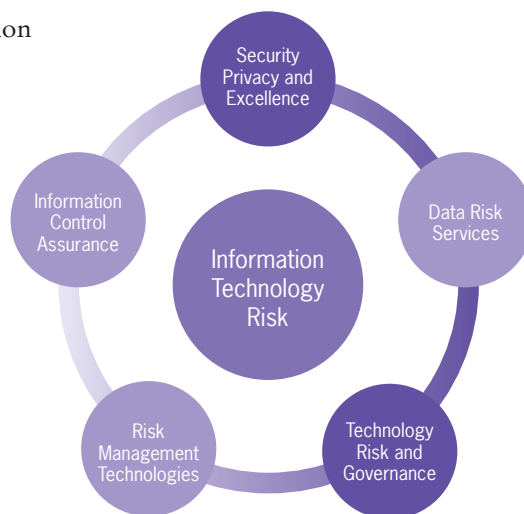 ion
Security
Privacy and
Excellence
Data Risk
Services
Technology
Risk and
Governance
Risk
Management
Technologies
Information
Control
Assurance
Information
Technology
Risk